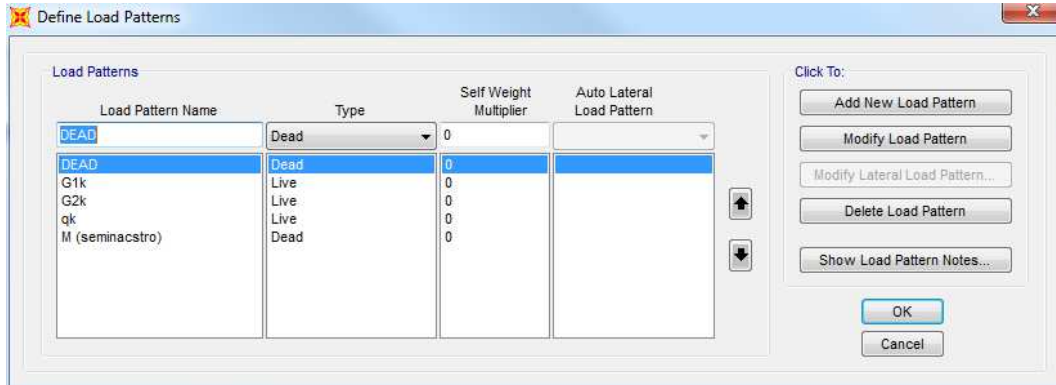 Define Load Patterns
Load Patterns
Click To:
Load Pattern Name Type Self Weight Multiplier Auto Lateral Load Pattern
DEAD Dead 0
DEAD Dead 0
G1k Live 0
G2k Live 0
qk Live 0
M (seminacstro) Dead 0
Add New Load Pattern
Modify Load Pattern
Modify Lateral Load Pattern...
Delete Load Pattern
Show Load Pattern Notes...
OK
Cancel